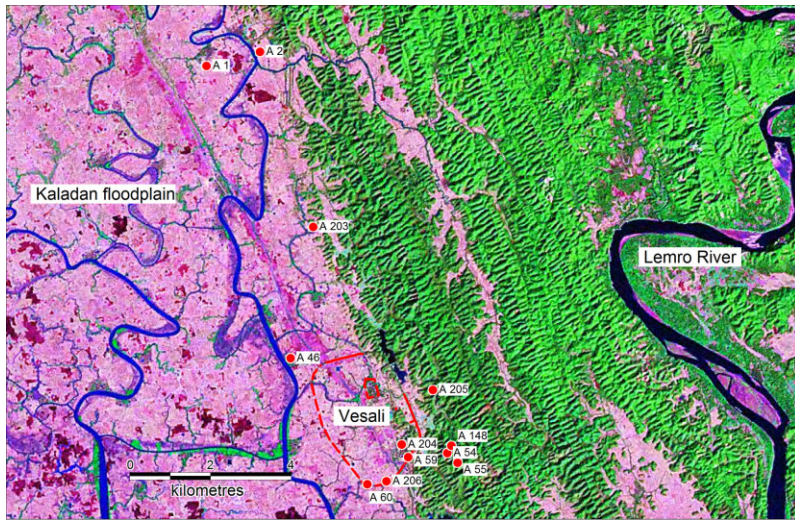 A 2
A 1
Kaladan floodplain
A 203
Lemro River
A 46
A 205
Vesali
A 148
A 204
A 54
A 59
A 55
0 2 4
A 206
kilometres
A 60